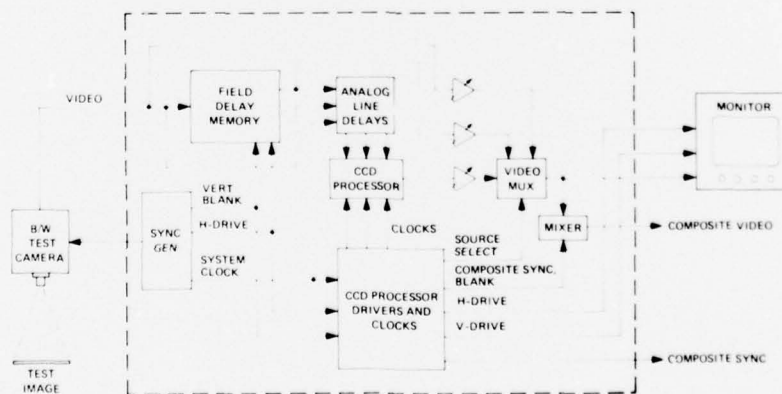 VIDEO
FIELD
DELAY
MEMORY
ANALOG
LINE
DELAYS
MONITOR
CCD
PROCESSOR
VIDEO
MUX
VERT
BLANK
H-DRIVE
SYSTEM
CLOCK
SYNC
GEN
B/W
TEST
CAMERA
CLOCKS
SOURCE
SELECT
MIXER
COMPOSITE VIDEO
COMPOSITE SYNC,
BLANK
H-DRIVE
V-DRIVE
CCD PROCESSOR
DRIVERS AND
CLOCKS
COMPOSITE SYNC
TEST
IMAGE